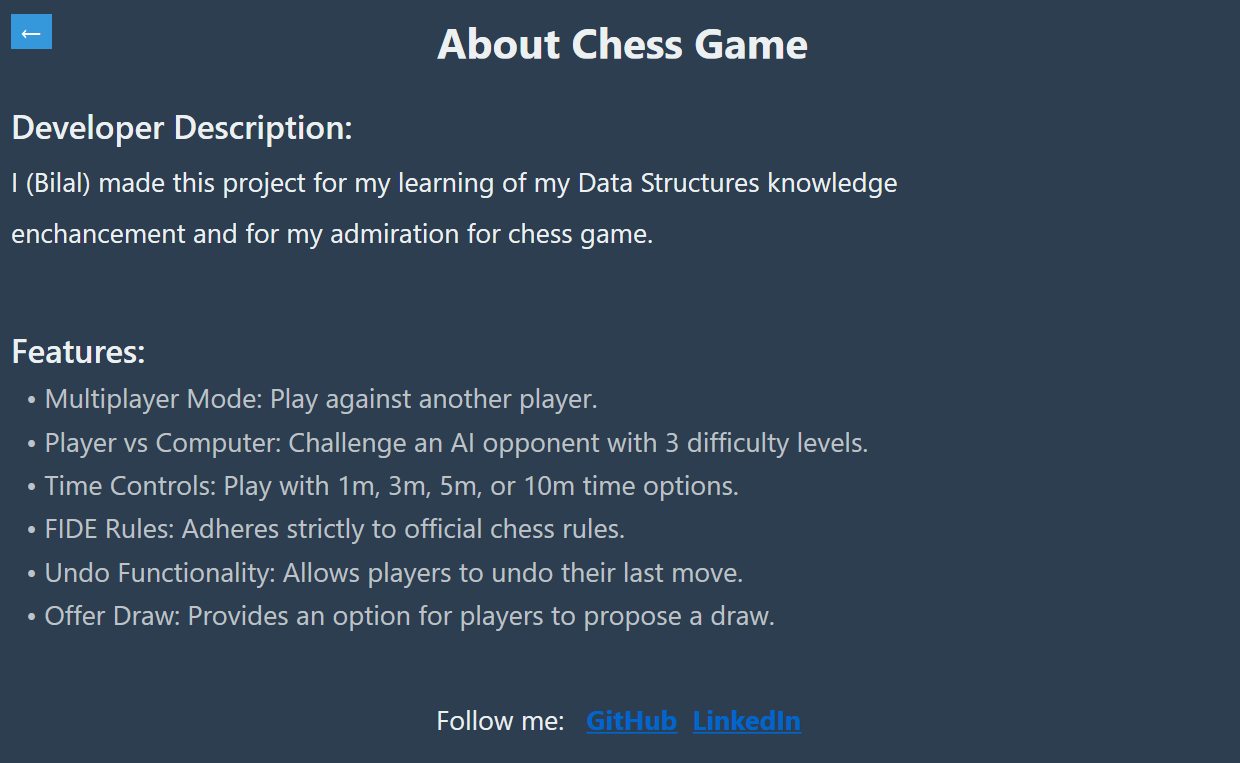 ←
About Chess Game
Developer Description:
I (Bilal) made this project for my learning of my Data Structures knowledge
enchancement and for my admiration for chess game.
Features:
• Multiplayer Mode: Play against another player.
• Player vs Computer: Challenge an AI opponent with 3 difficulty levels.
• Time Controls: Play with 1m, 3m, 5m, or 10m time options.
• FIDE Rules: Adheres strictly to official chess rules.
• Undo Functionality: Allows players to undo their last move.
• Offer Draw: Provides an option for players to propose a draw.
Follow me: GitHub LinkedIn